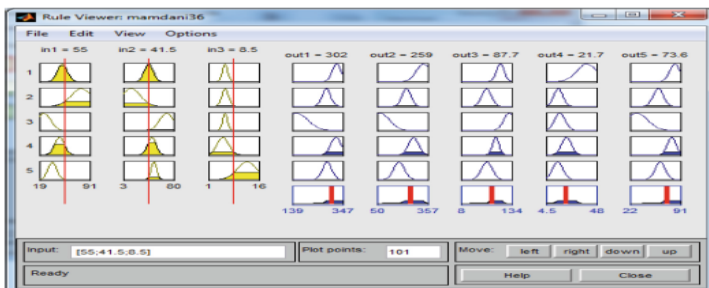 Rule Viewer: mamdani36
File Edit View Options
in1 = 55 in2 = 41.5 in3 = 8.5 out1 = 302 out2 = 259 out3 = 87.7 out4 = 21.7 out5 = 73.6
1
2
3
4
5
19 91 3 80 1 16
139 347 50 357 8 134 4.5 48 22 91
Input: [55;41.5;8.5] Plot points: 101 Move: left right down up
Ready Help Close